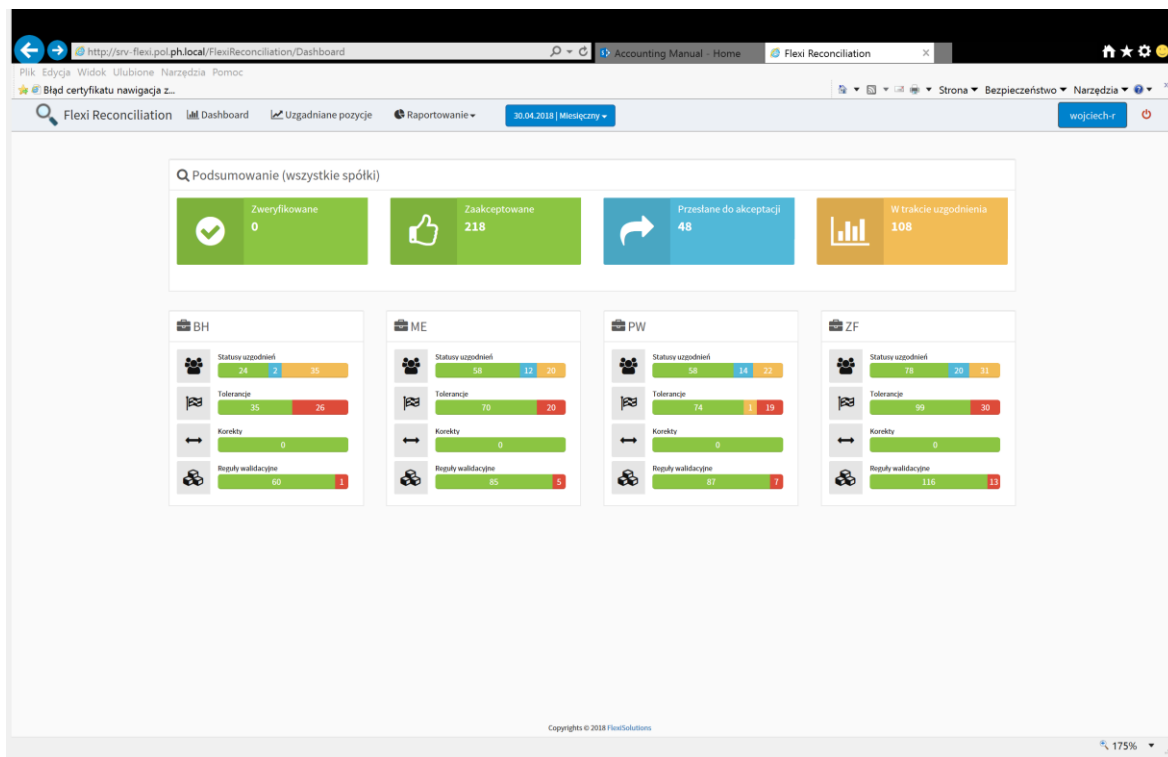 http://srv-flexi.pol.ph.local/FlexiReconciliation/Dashboard Accounting Manual - Home Flexi Reconciliation
Plik Edycja Widok Ulubione Narzędzia Pomoc
Błąd certyfikatu nawigacja z...
Strona Bezpieczeństwo Narzędzia
Flexi Reconciliation Dashboard Uzgadniane pozycje Raportowanie 30.04.2018 | Miesięczny wojciech-r
Podsumowanie (wszystkie spółki)
Zweryfikowane
0
Zaakceptowane
218
Przesłane do akceptacji
48
W trakcie uzgodnienia
108
BH
Statusy uzgodnień
24 2 35
Tolerancje
35 26
Korekty
0
Reguły walidacyjne
60 1
ME
Statusy uzgodnień
58 12 20
Tolerancje
70 20
Korekty
0
Reguły walidacyjne
85 5
PW
Statusy uzgodnień
58 14 22
Tolerancje
74 1 19
Korekty
0
Reguły walidacyjne
87 7
ZF
Statusy uzgodnień
78 20 31
Tolerancje
99 30
Korekty
0
Reguły walidacyjne
116 13
Copyrights © 2018 FlexiSolutions
175%